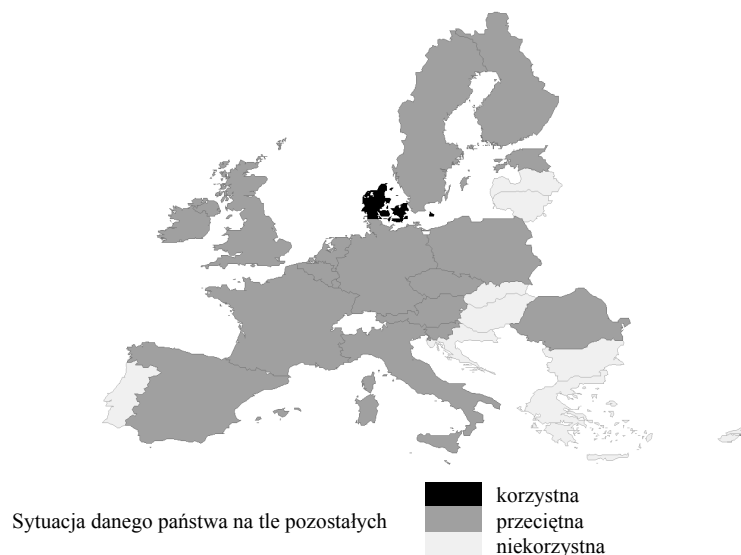 korzystna
Sytuacja danego państwa na tle pozostałych
przeciętna
niekorzystna